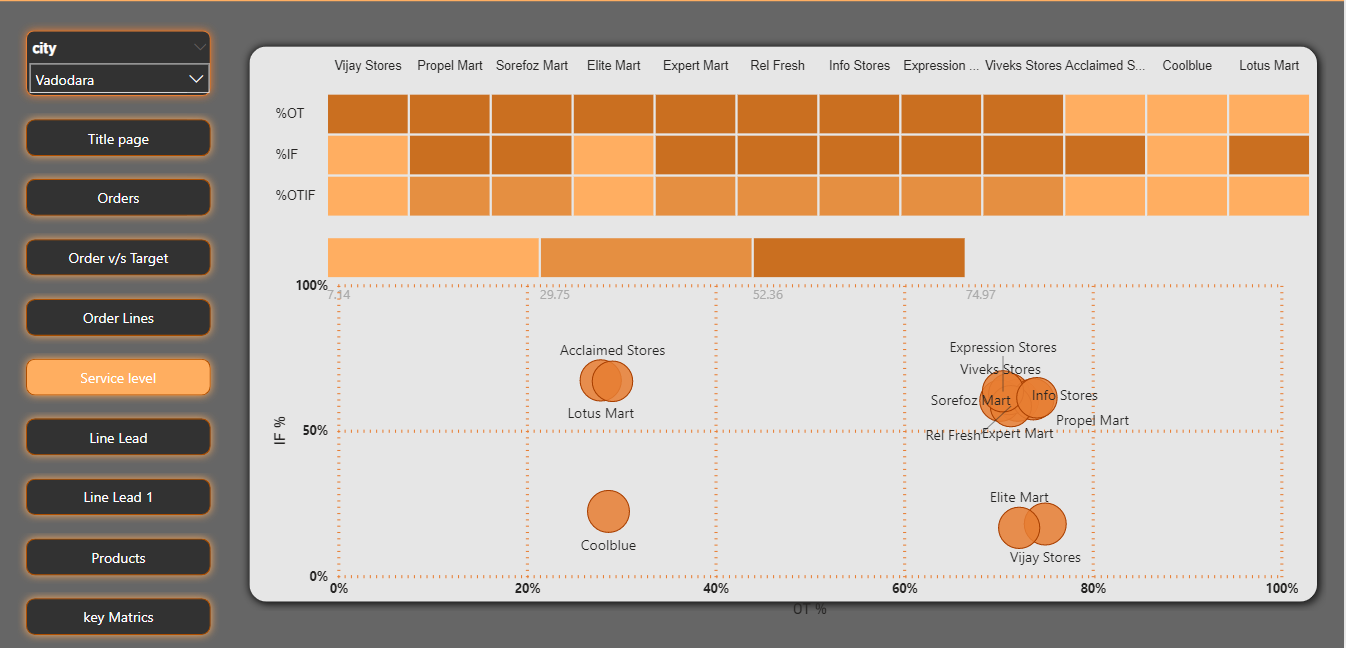 city
Vadodara
Title page
Orders
Order v/s Target
Order Lines
Service level
Line Lead
Line Lead 1
Products
key Matrics
Vijay Stores Propel Mart Sorefoz Mart Elite Mart Expert Mart Rel Fresh Info Stores Expression ... Viveks Stores Acclaimed S... Coolblue Lotus Mart
%OT
%IF
%OTIF
7.14 29.75 52.36 74.97
100%
Expression Stores
Acclaimed Stores
Viveks Stores
Info Stores
Sorefoz Mart
Lotus Mart
Propel Mart
IF %
50%
Rel Fresh Expert Mart
Elite Mart
Coolblue
Vijay Stores
0%
0% 20% 40% 60% 80% 100%
OT %